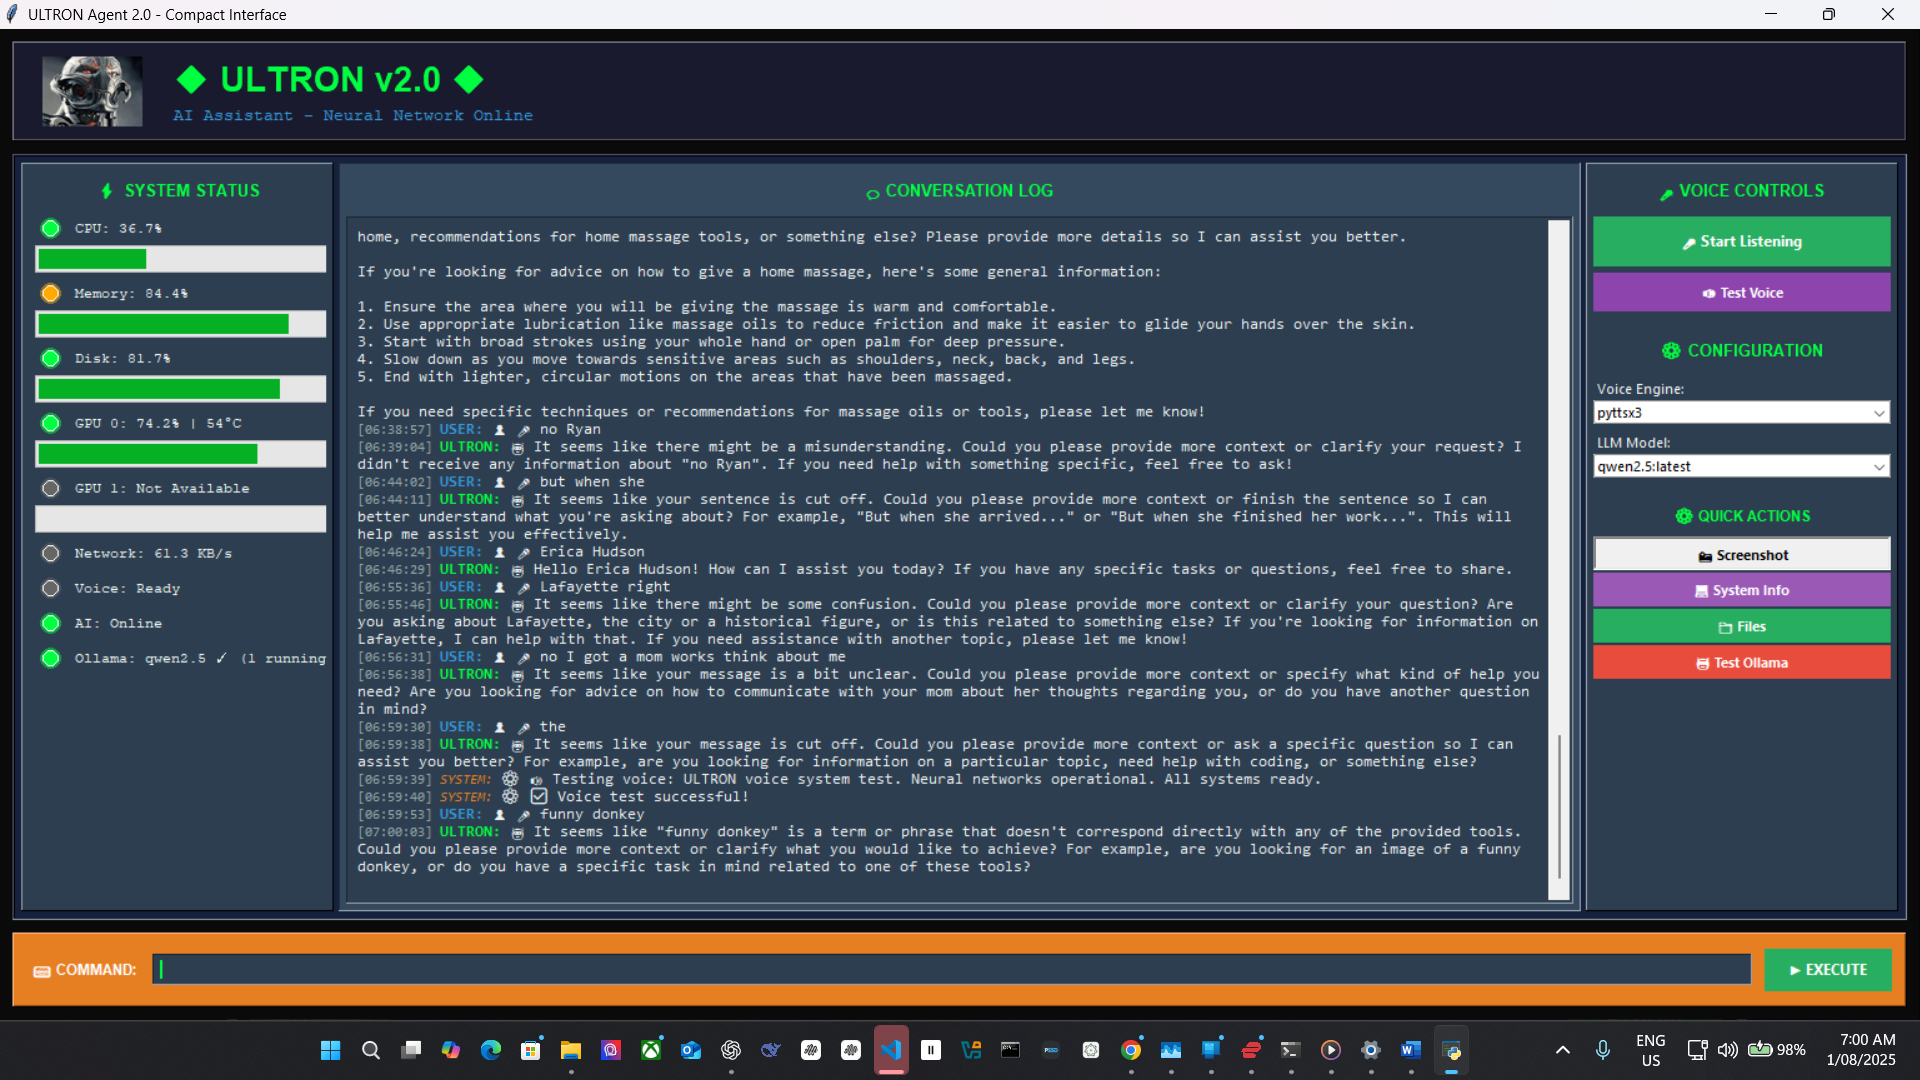 ULTRON Agent 2.0 - Compact Interface
ULTRON v2.0
AI Assistant - Neural Network Online
SYSTEM STATUS
CPU: 36.7%
Memory: 84.4%
Disk: 81.7%
GPU 0: 74.2% | 54°C
GPU 1: Not Available
Network: 61.3 KB/s
Voice: Ready
AI: Online
Ollama: qwen2.5 ✓ (1 running
CONVERSATION LOG
home, recommendations for home massage tools, or something else? Please provide more details so I can assist you better.
If you're looking for advice on how to give a home massage, here's some general information:
1. Ensure the area where you will be giving the massage is warm and comfortable.
2. Use appropriate lubrication like massage oils to reduce friction and make it easier to glide your hands over the skin.
3. Start with broad strokes using your whole hand or open palm for deep pressure.
4. Slow down as you move towards sensitive areas such as shoulders, neck, back, and legs.
5. End with lighter, circular motions on the areas that have been massaged.
If you need specific techniques or recommendations for massage oils or tools, please let me know!
[06:38:57] USER: no Ryan
[06:39:04] ULTRON: It seems like there might be a misunderstanding. Could you please provide more context or clarify your request? I
didn't receive any information about "no Ryan". If you need help with something specific, feel free to ask!
[06:44:02] USER: but when she
[06:44:11] ULTRON: It seems like your sentence is cut off. Could you please provide more context or finish the sentence so I can
better understand what you're asking about? For example, "But when she arrived..." or "But when she finished her work...". This will
help me assist you effectively.
[06:46:24] USER: Erica Hudson
[06:46:29] ULTRON: Hello Erica Hudson! How can I assist you today? If you have any specific tasks or questions, feel free to share.
[06:55:36] USER: Lafayette right
[06:55:46] ULTRON: It seems like there might be some confusion. Could you please provide more context or clarify your question? Are
you asking about Lafayette, the city or a historical figure, or is this related to something else? If you're looking for information on
Lafayette, I can help with that. If you need assistance with another topic, please let me know!
[06:56:31] USER: no I got a mom works think about me
[06:56:38] ULTRON: It seems like your message is a bit unclear. Could you please provide more context or specify what kind of help you
need? Are you looking for advice on how to communicate with your mom about her thoughts regarding you, or do you have another question
in mind?
[06:59:30] USER: the
[06:59:38] ULTRON: It seems like your message is cut off. Could you please provide more context or ask a specific question so I can
assist you better? For example, are you looking for information on a particular topic, need help with coding, or something else?
[06:59:39] SYSTEM: Testing voice: ULTRON voice system test. Neural networks operational. All systems ready.
[06:59:40] SYSTEM: Voice test successful!
[06:59:53] USER: funny donkey
[07:00:03] ULTRON: It seems like "funny donkey" is a term or phrase that doesn't correspond directly with any of the provided tools.
Could you please provide more context or clarify what you would like to achieve? For example, are you looking for an image of a funny
donkey, or do you have a specific task in mind related to one of these tools?
VOICE CONTROLS
Start Listening
Test Voice
CONFIGURATION
Voice Engine:
pyttsx3
LLM Model:
qwen2.5:latest
QUICK ACTIONS
Screenshot
System Info
Files
Test Ollama
COMMAND:
EXECUTE
ENG
US
98%
7:00 AM
1/08/2025